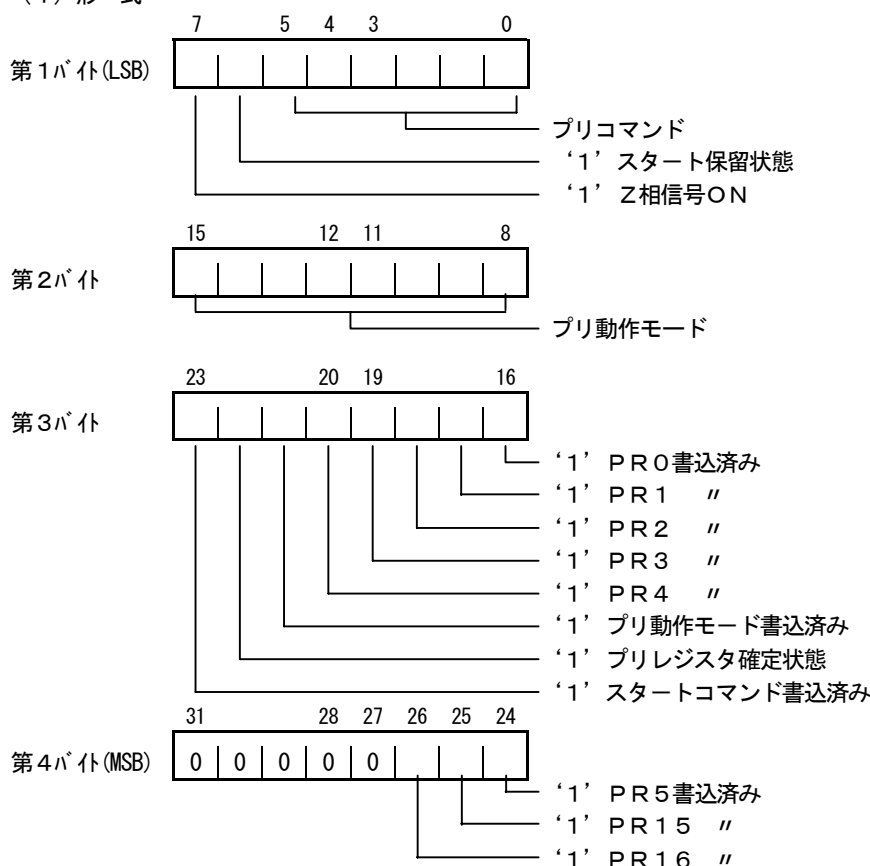 7 5 4 3 0
第1バイト(LSB)
プリコマンド
‘1’ スタート保留状態
‘1’ Z相信号ON
15 12 11 8
第2バイト
プリ動作モード
23 20 19 16
第3バイト
‘1’ PR0書込済み
‘1’ PR1 〃
‘1’ PR2 〃
‘1’ PR3 〃
‘1’ PR4 〃
‘1’ プリ動作モード書込済み
‘1’ プリレジスタ確定状態
‘1’ スタートコマンド書込済み
31 28 27 26 25 24
第4バイト(MSB) 0 0 0 0 0
‘1’ PR5書込済み
‘1’ PR15 〃
‘1’ PR16 〃